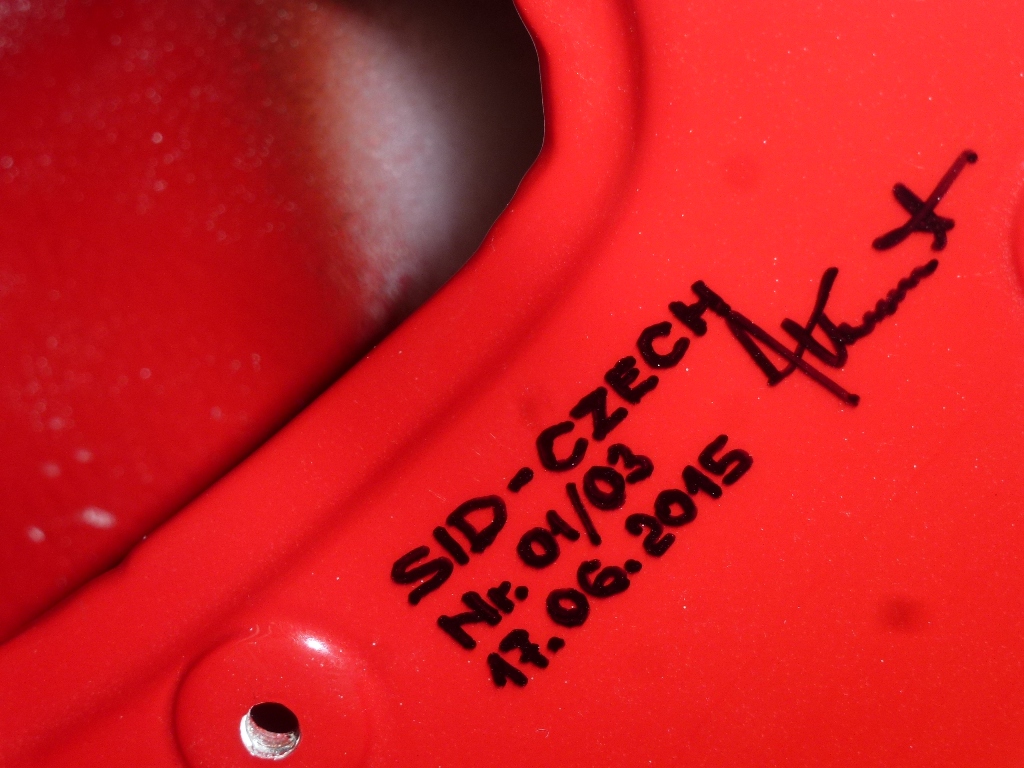 SID-CZECH
Nr. 01/03
17.06.2015